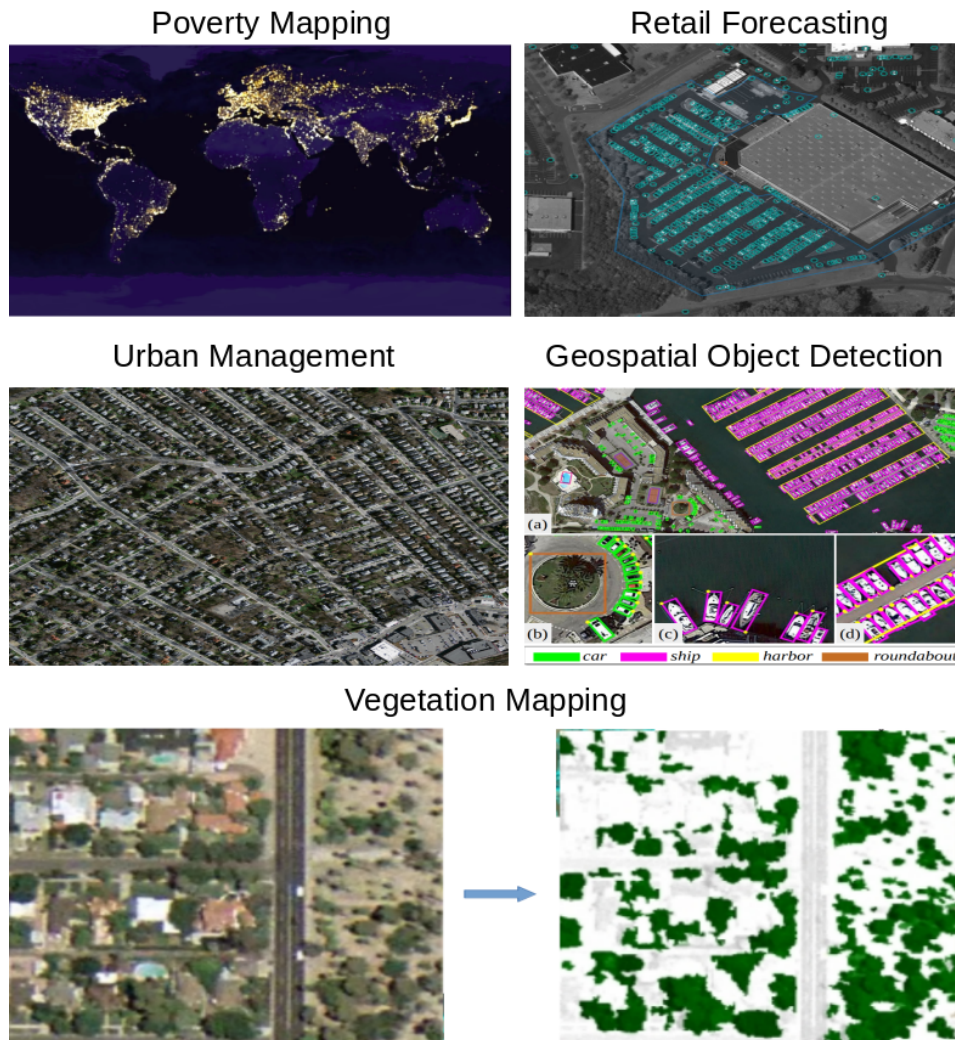 Poverty Mapping
Retail Forecasting
Urban Management
Geospatial Object Detection
(a)
(b)
(c)
(d)
car
ship
harbor
roundabout
Vegetation Mapping